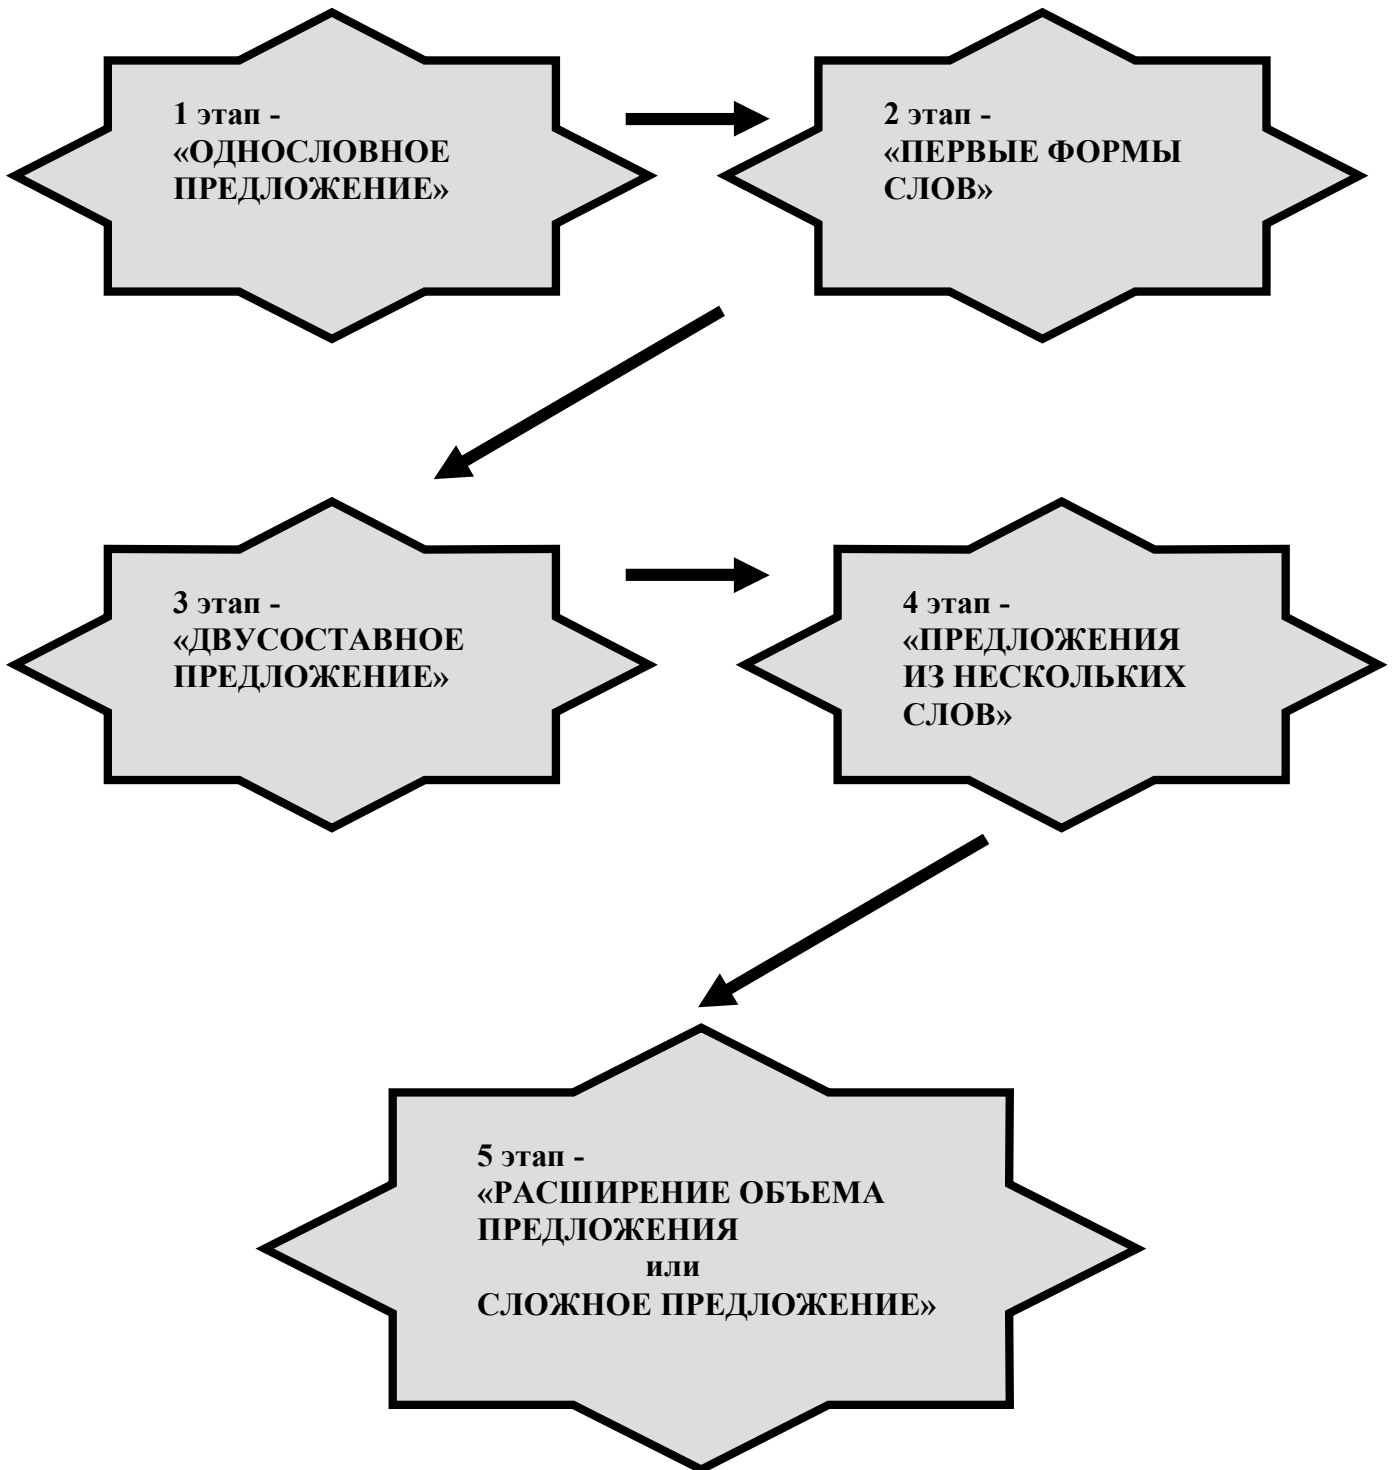 1 этап -
«ОДНОСЛОВНОЕ
ПРЕДЛОЖЕНИЕ»
2 этап -
«ПЕРВЫЕ ФОРМЫ
СЛОВ»
3 этап -
«ДВУСОСТАВНОЕ
ПРЕДЛОЖЕНИЕ»
4 этап -
«ПРЕДЛОЖЕНИЯ
ИЗ НЕСКОЛЬКИХ
СЛОВ»
5 этап -
«РАСШИРЕНИЕ ОБЪЕМА
ПРЕДЛОЖЕНИЯ
или
СЛОЖНОЕ ПРЕДЛОЖЕНИЕ»